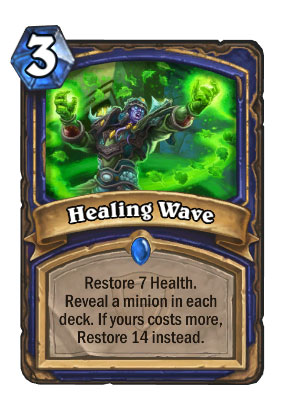 3
Healing Wave
Restore 7 Health.
Reveal a minion in each
deck. If yours costs more,
Restore 14 instead.